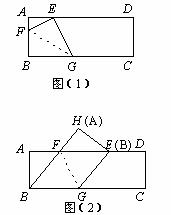 A E D
F
B G C
图(1)
H(A)
A F E(B) D
B G C
图(2)